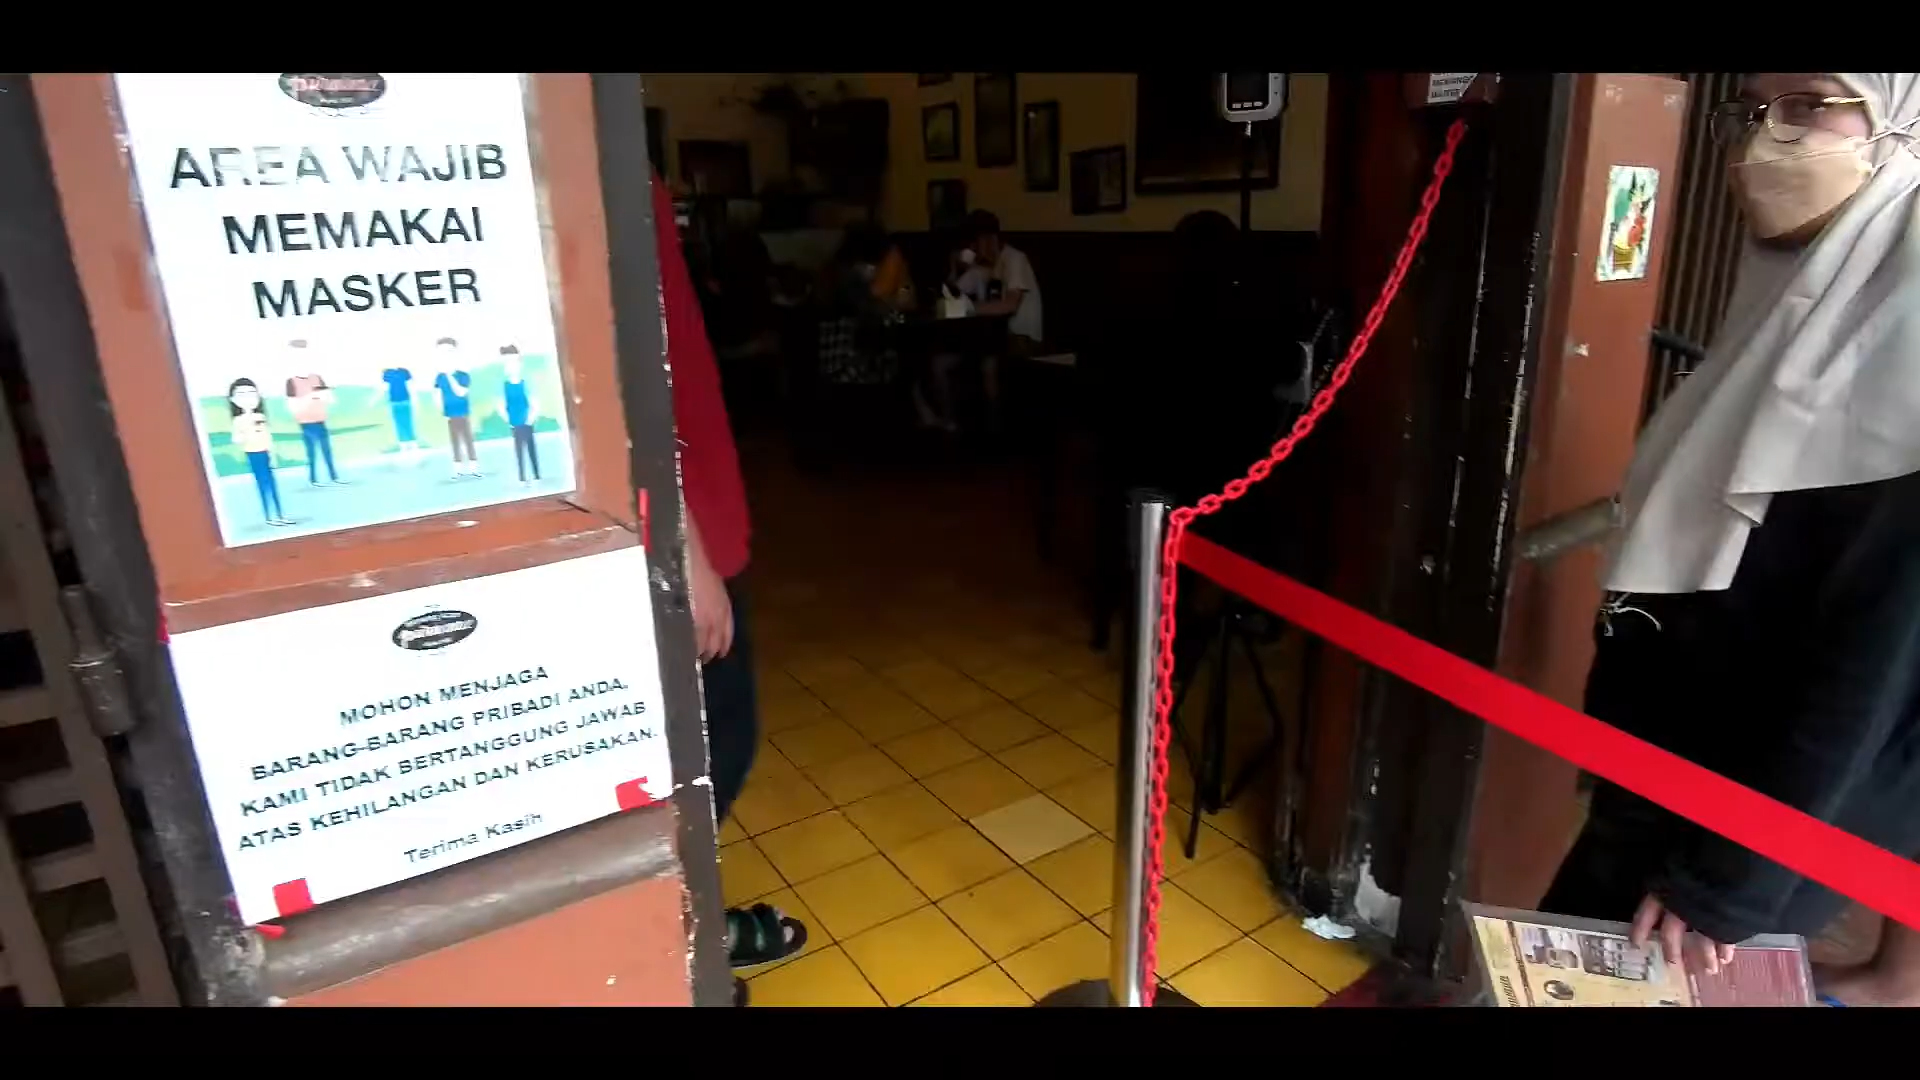 AREA WAJIB
MEMAKAI
MASKER
MOHON MENJAGA
BARANG-BARANG PRIBADI ANDA.
KAMI TIDAK BERTANGGUNG JAWAB
ATAS KEHILANGAN DAN KERUSAKAN.
Terima Kasih